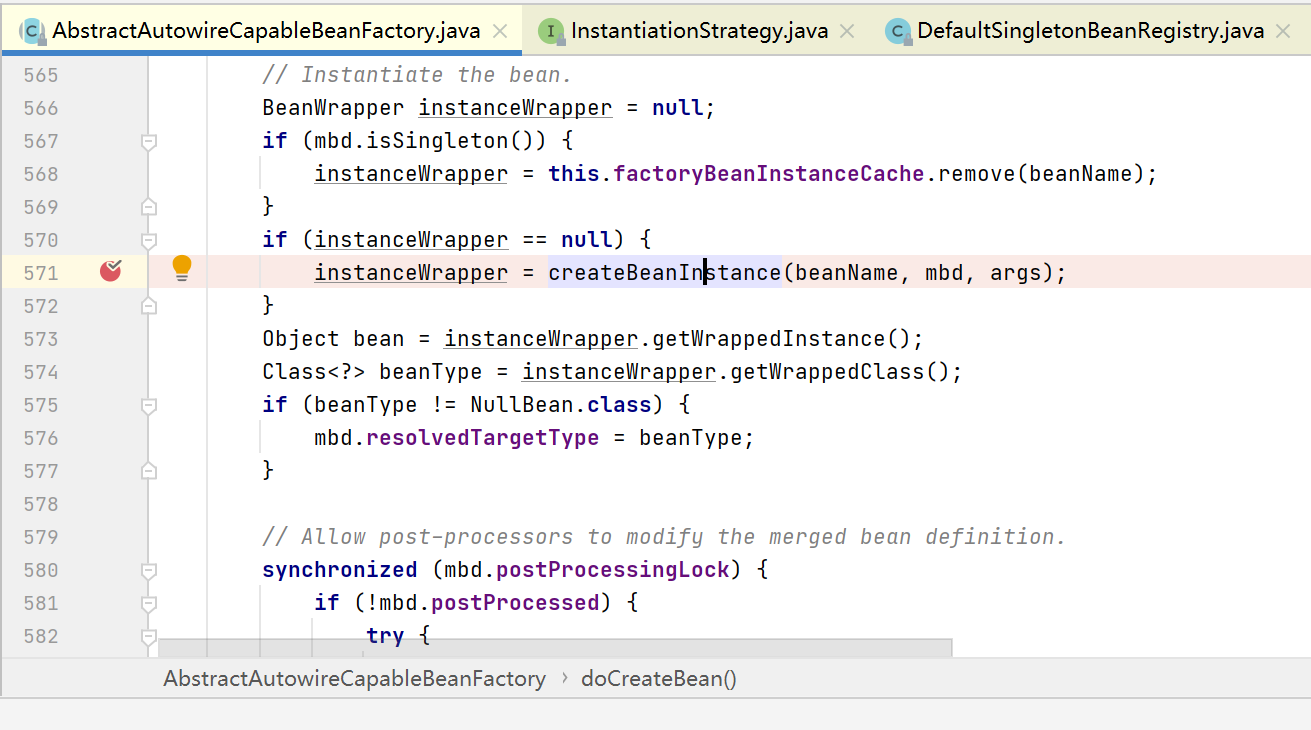 AbstractAutowireCapableBeanFactory.java InstantiationStrategy.java DefaultSingletonBeanRegistry.java
565 // Instantiate the bean.
566 BeanWrapper instanceWrapper = null;
567 if (mbd.isSingleton()) {
568 instanceWrapper = this.factoryBeanInstanceCache.remove(beanName);
569 }
570 if (instanceWrapper == null) {
571 instanceWrapper = createBeanInstance(beanName, mbd, args);
572 }
573 Object bean = instanceWrapper.getWrappedInstance();
574 Class<?> beanType = instanceWrapper.getWrappedClass();
575 if (beanType != NullBean.class) {
576 mbd.resolvedTargetType = beanType;
577 }
578
579 // Allow post-processors to modify the merged bean definition.
580 synchronized (mbd.postProcessingLock) {
581 if (!mbd.postProcessed) {
582 try {
AbstractAutowireCapableBeanFactory › doCreateBean()